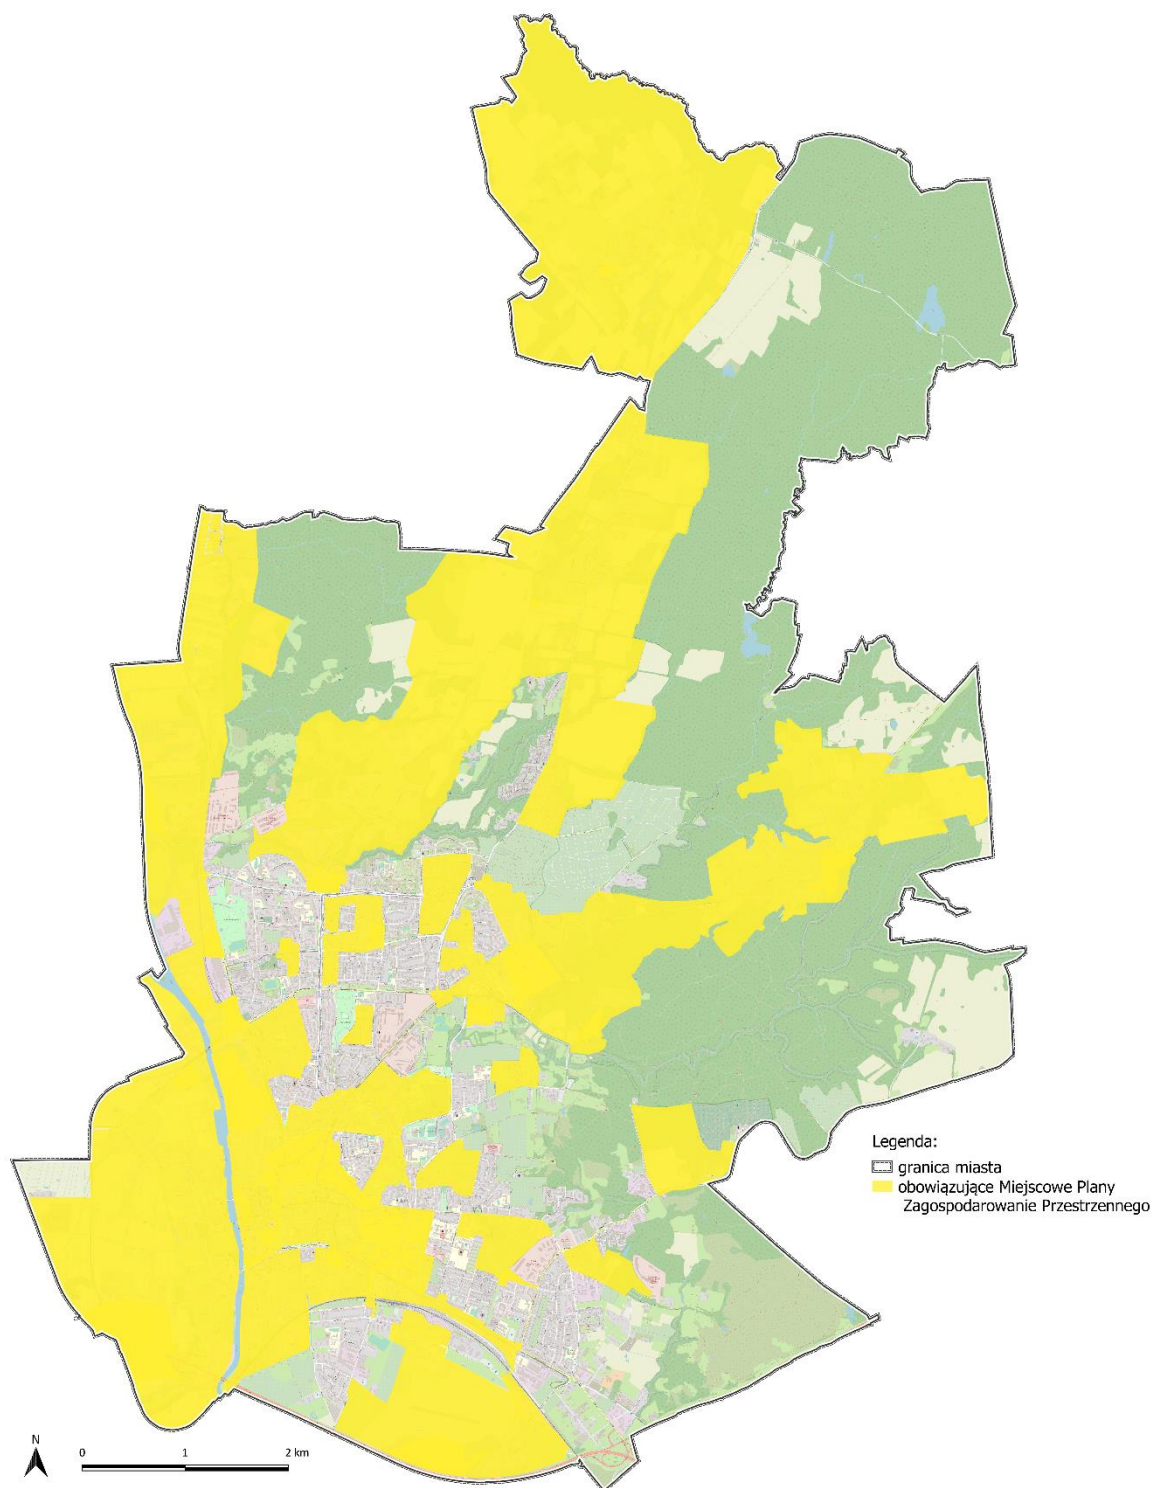 Legenda:
granica miasta
obowiązujące Miejscowe Plany
Zagospodarowanie Przestrzennego
N
0 1 2 km